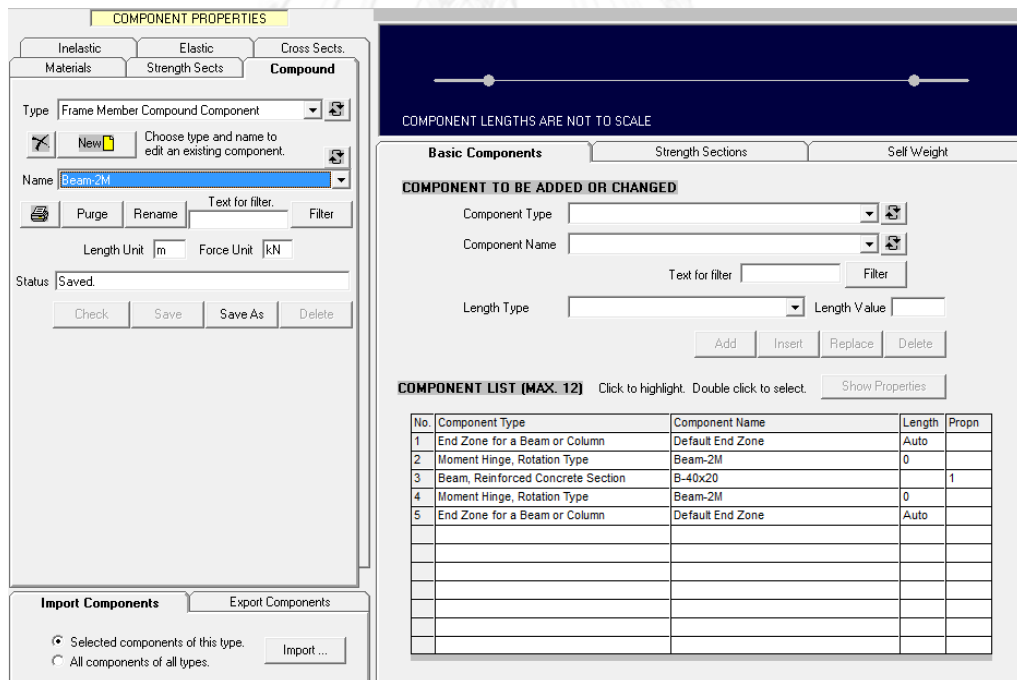 COMPONENT PROPERTIES
Inelastic Elastic Cross Sects.
Materials Strength Sects Compound
Type Frame Member Compound Component
New Choose type and name to
edit an existing component.
Name Beam-2M
Text for filter.
Purge Rename Filter
Length Unit m Force Unit kN
Status Saved.
Check Save Save As Delete
Import Components Export Components
Selected components of this type.
Import ...
All components of all types.
COMPONENT LENGTHS ARE NOT TO SCALE
Basic Components Strength Sections Self Weight
COMPONENT TO BE ADDED OR CHANGED
Component Type
Component Name
Text for filter Filter
Length Type Length Value
Add Insert Replace Delete
COMPONENT LIST (MAX. 12) Click to highlight. Double click to select. Show Properties
No. Component Type Component Name Length Propn
1 End Zone for a Beam or Column Default End Zone Auto
2 Moment Hinge, Rotation Type Beam-2M 0
3 Beam, Reinforced Concrete Section B-40x20 1
4 Moment Hinge, Rotation Type Beam-2M 0
5 End Zone for a Beam or Column Default End Zone Auto